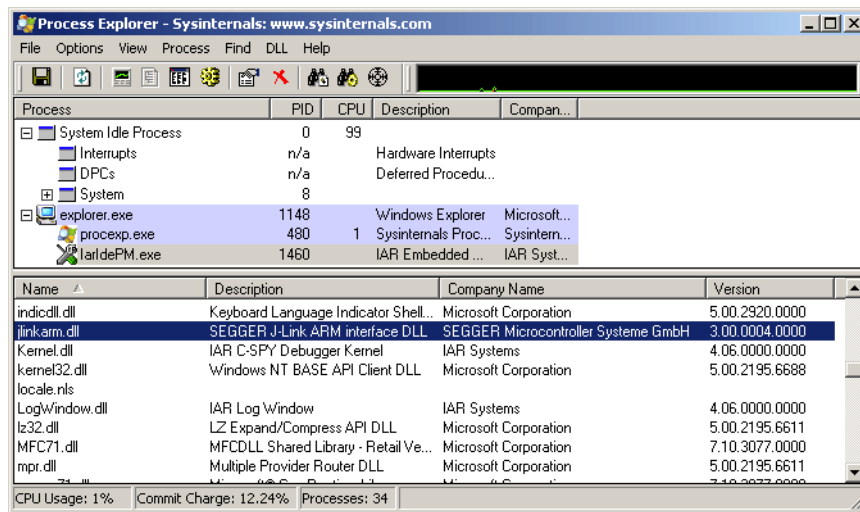 Process Explorer - Sysinternals: www.sysinternals.com
File Options View Process Find DLL Help
Process PID CPU Description Compan...
System Idle Process 0 99
Interrupts n/a Hardware Interrupts
DPCs n/a Deferred Procedu...
System 8
explorer.exe 1148 Windows Explorer Microsoft...
procexp.exe 480 1 Sysinternals Proc... Sysintern...
IarIdePM.exe 1460 IAR Embedded ... IAR Syst...
Name Description Company Name Version
indicdll.dll Keyboard Language Indicator Shell... Microsoft Corporation 5.00.2920.0000
jlinkarm.dll SEGGER J-Link ARM interface DLL SEGGER Microcontroller Systeme GmbH 3.00.0004.0000
Kernel.dll IAR C-SPY Debugger Kernel IAR Systems 4.06.0000.0000
kernel32.dll Windows NT BASE API Client DLL Microsoft Corporation 5.00.2195.6688
locale.nls
LogWindow.dll IAR Log Window IAR Systems 4.06.0000.0000
lz32.dll LZ Expand/Compress API DLL Microsoft Corporation 5.00.2195.6611
MFC71.dll MFCDLL Shared Library - Retail Ve... Microsoft Corporation 7.10.3077.0000
mpr.dll Multiple Provider Router DLL Microsoft Corporation 5.00.2195.6611
CPU Usage: 1% Commit Charge: 12.24% Processes: 34